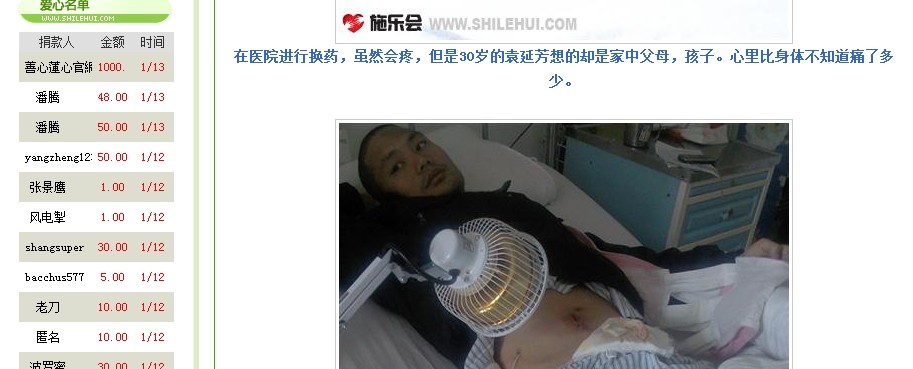 爱心名单
WWW.SHILEHUI.COM
捐款人 金额 时间
善心蓮心官網 1000. 1/13
潘腾 48.00 1/13
潘腾 50.00 1/13
yangzheng12 50.00 1/12
张景鹰 1.00 1/12
风电掣 1.00 1/12
shangsuper 30.00 1/12
bacchus577 5.00 1/12
老刀 10.00 1/12
匿名 10.00 1/12
波罗蜜 30.00 1/12
施乐会 WWW.SHILEHUI.COM
在医院进行换药，虽然会疼，但是30岁的袁延芳想的却是家中父母，孩子。心里比身体不知道痛了多
少。